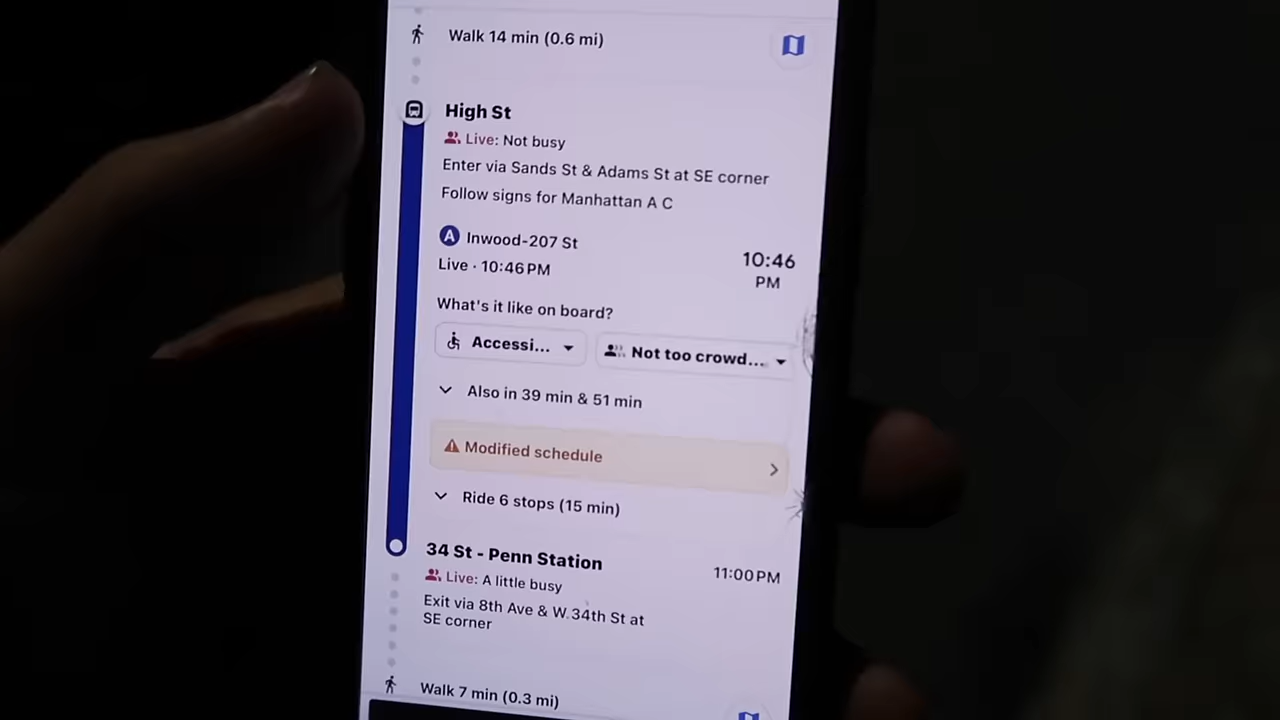 Walk 14 min (0.6 mi)
High St
Live: Not busy
Enter via Sands St & Adams St at SE corner
Follow signs for Manhattan A C
A Inwood-207 St
10:46 PM
Live · 10:46 PM
What's it like on board?
Accessi... Not too crowd...
Also in 39 min & 51 min
Modified schedule
Ride 6 stops (15 min)
34 St - Penn Station
11:00 PM
Live: A little busy
Exit via 8th Ave & W 34th St at
SE corner
Walk 7 min (0.3 mi)